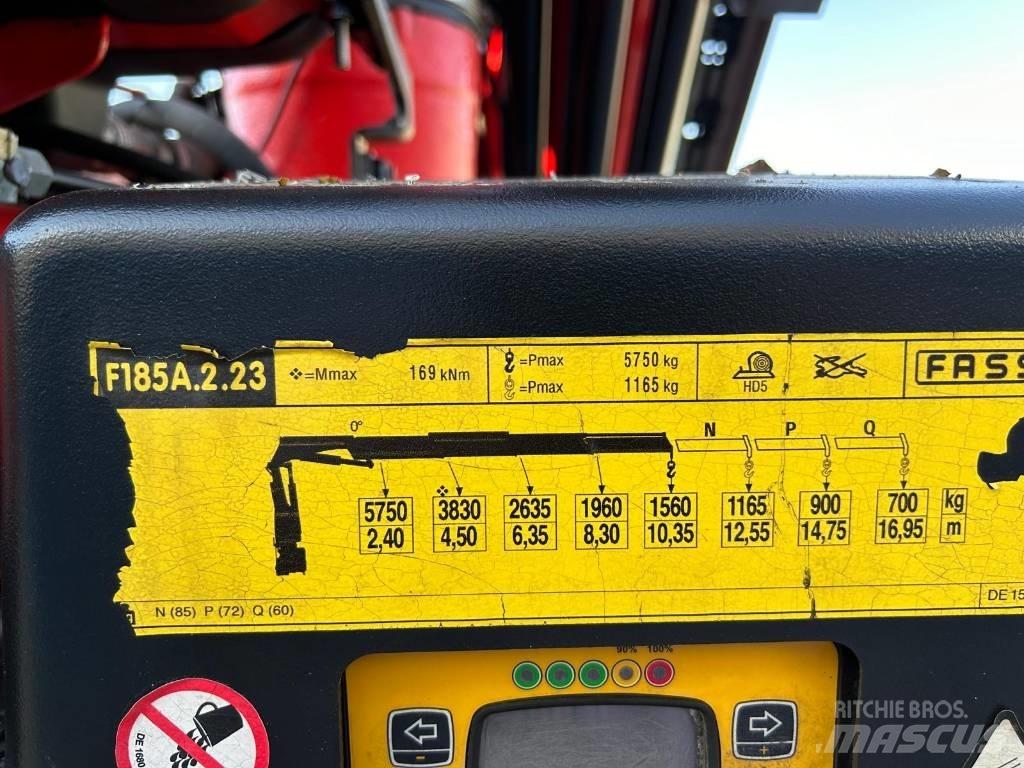 F185A.2.23
❖=Mmax 169 kNm
=Pmax 5750 kg
=Pmax 1165 kg
HD5
FASS
0° N P Q
❖
5750 3830 2635 1960 1560 1165 900 700 kg
2,40 4,50 6,35 8,30 10,35 12,55 14,75 16,95 m
N (85) P (72) Q (60)
DE 15
90% 100%
DE 1680
- +
RITCHIE BROS.
MASCUS